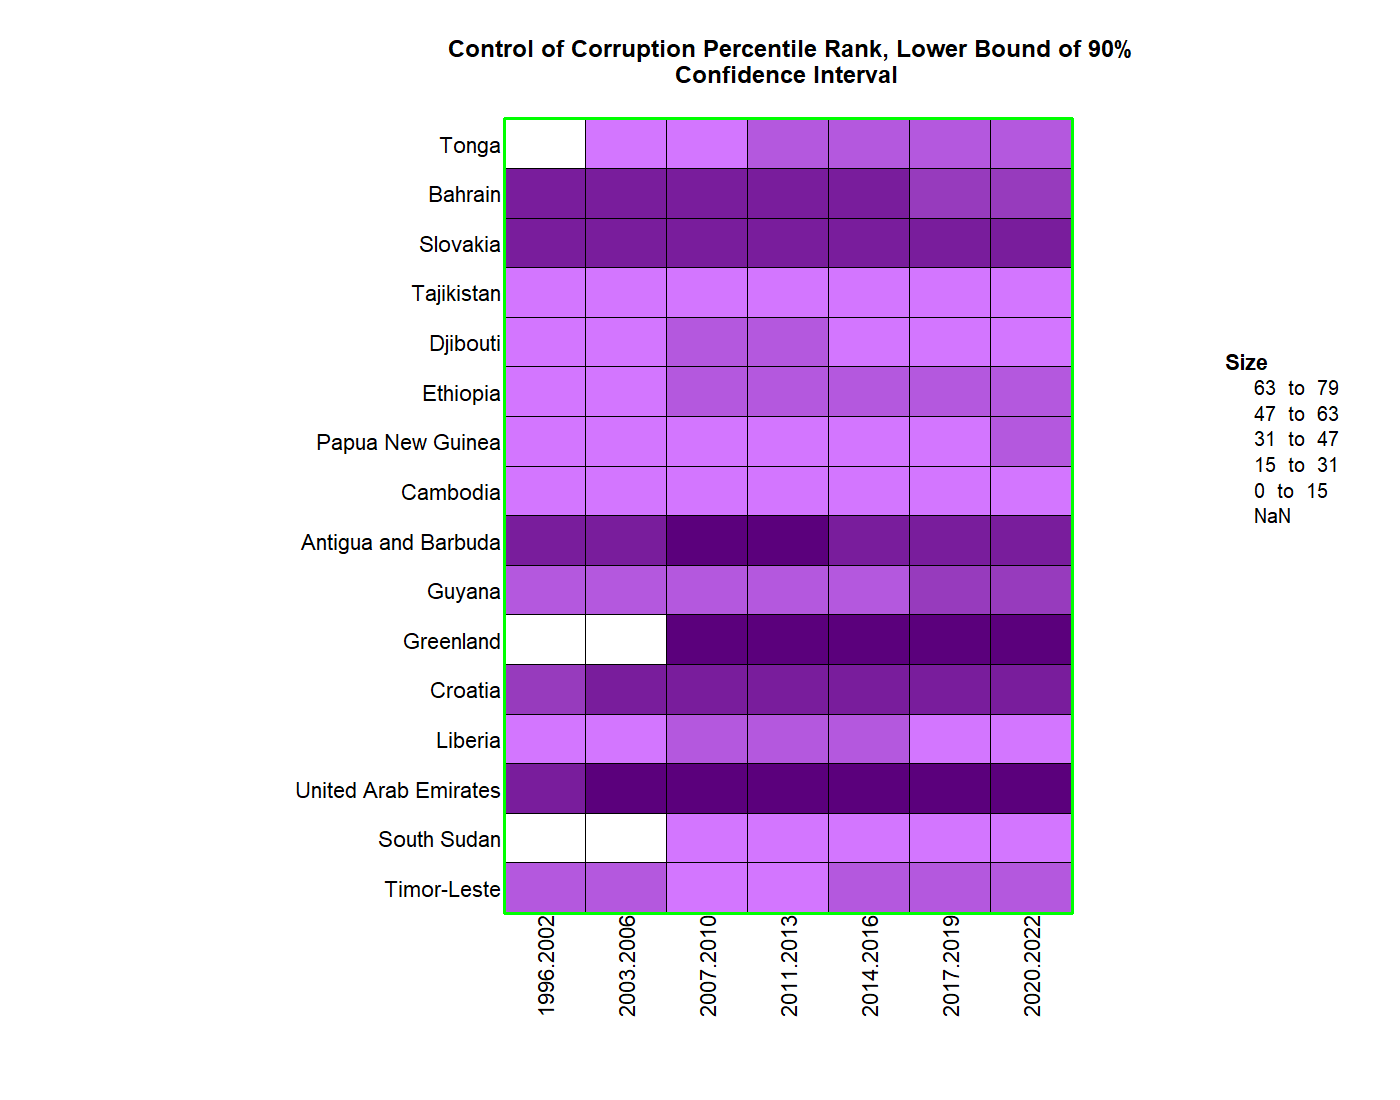 Control of Corruption Percentile Rank, Lower Bound of 90%
Confidence Interval
Tonga
Bahrain
Slovakia
Tajikistan
Djibouti
Ethiopia
Papua New Guinea
Cambodia
Antigua and Barbuda
Guyana
Greenland
Croatia
Liberia
United Arab Emirates
South Sudan
Timor-Leste
1996.2002
2003.2006
2007.2010
2011.2013
2014.2016
2017.2019
2020.2022
Size
63 to 79
47 to 63
31 to 47
15 to 31
0 to 15
NaN